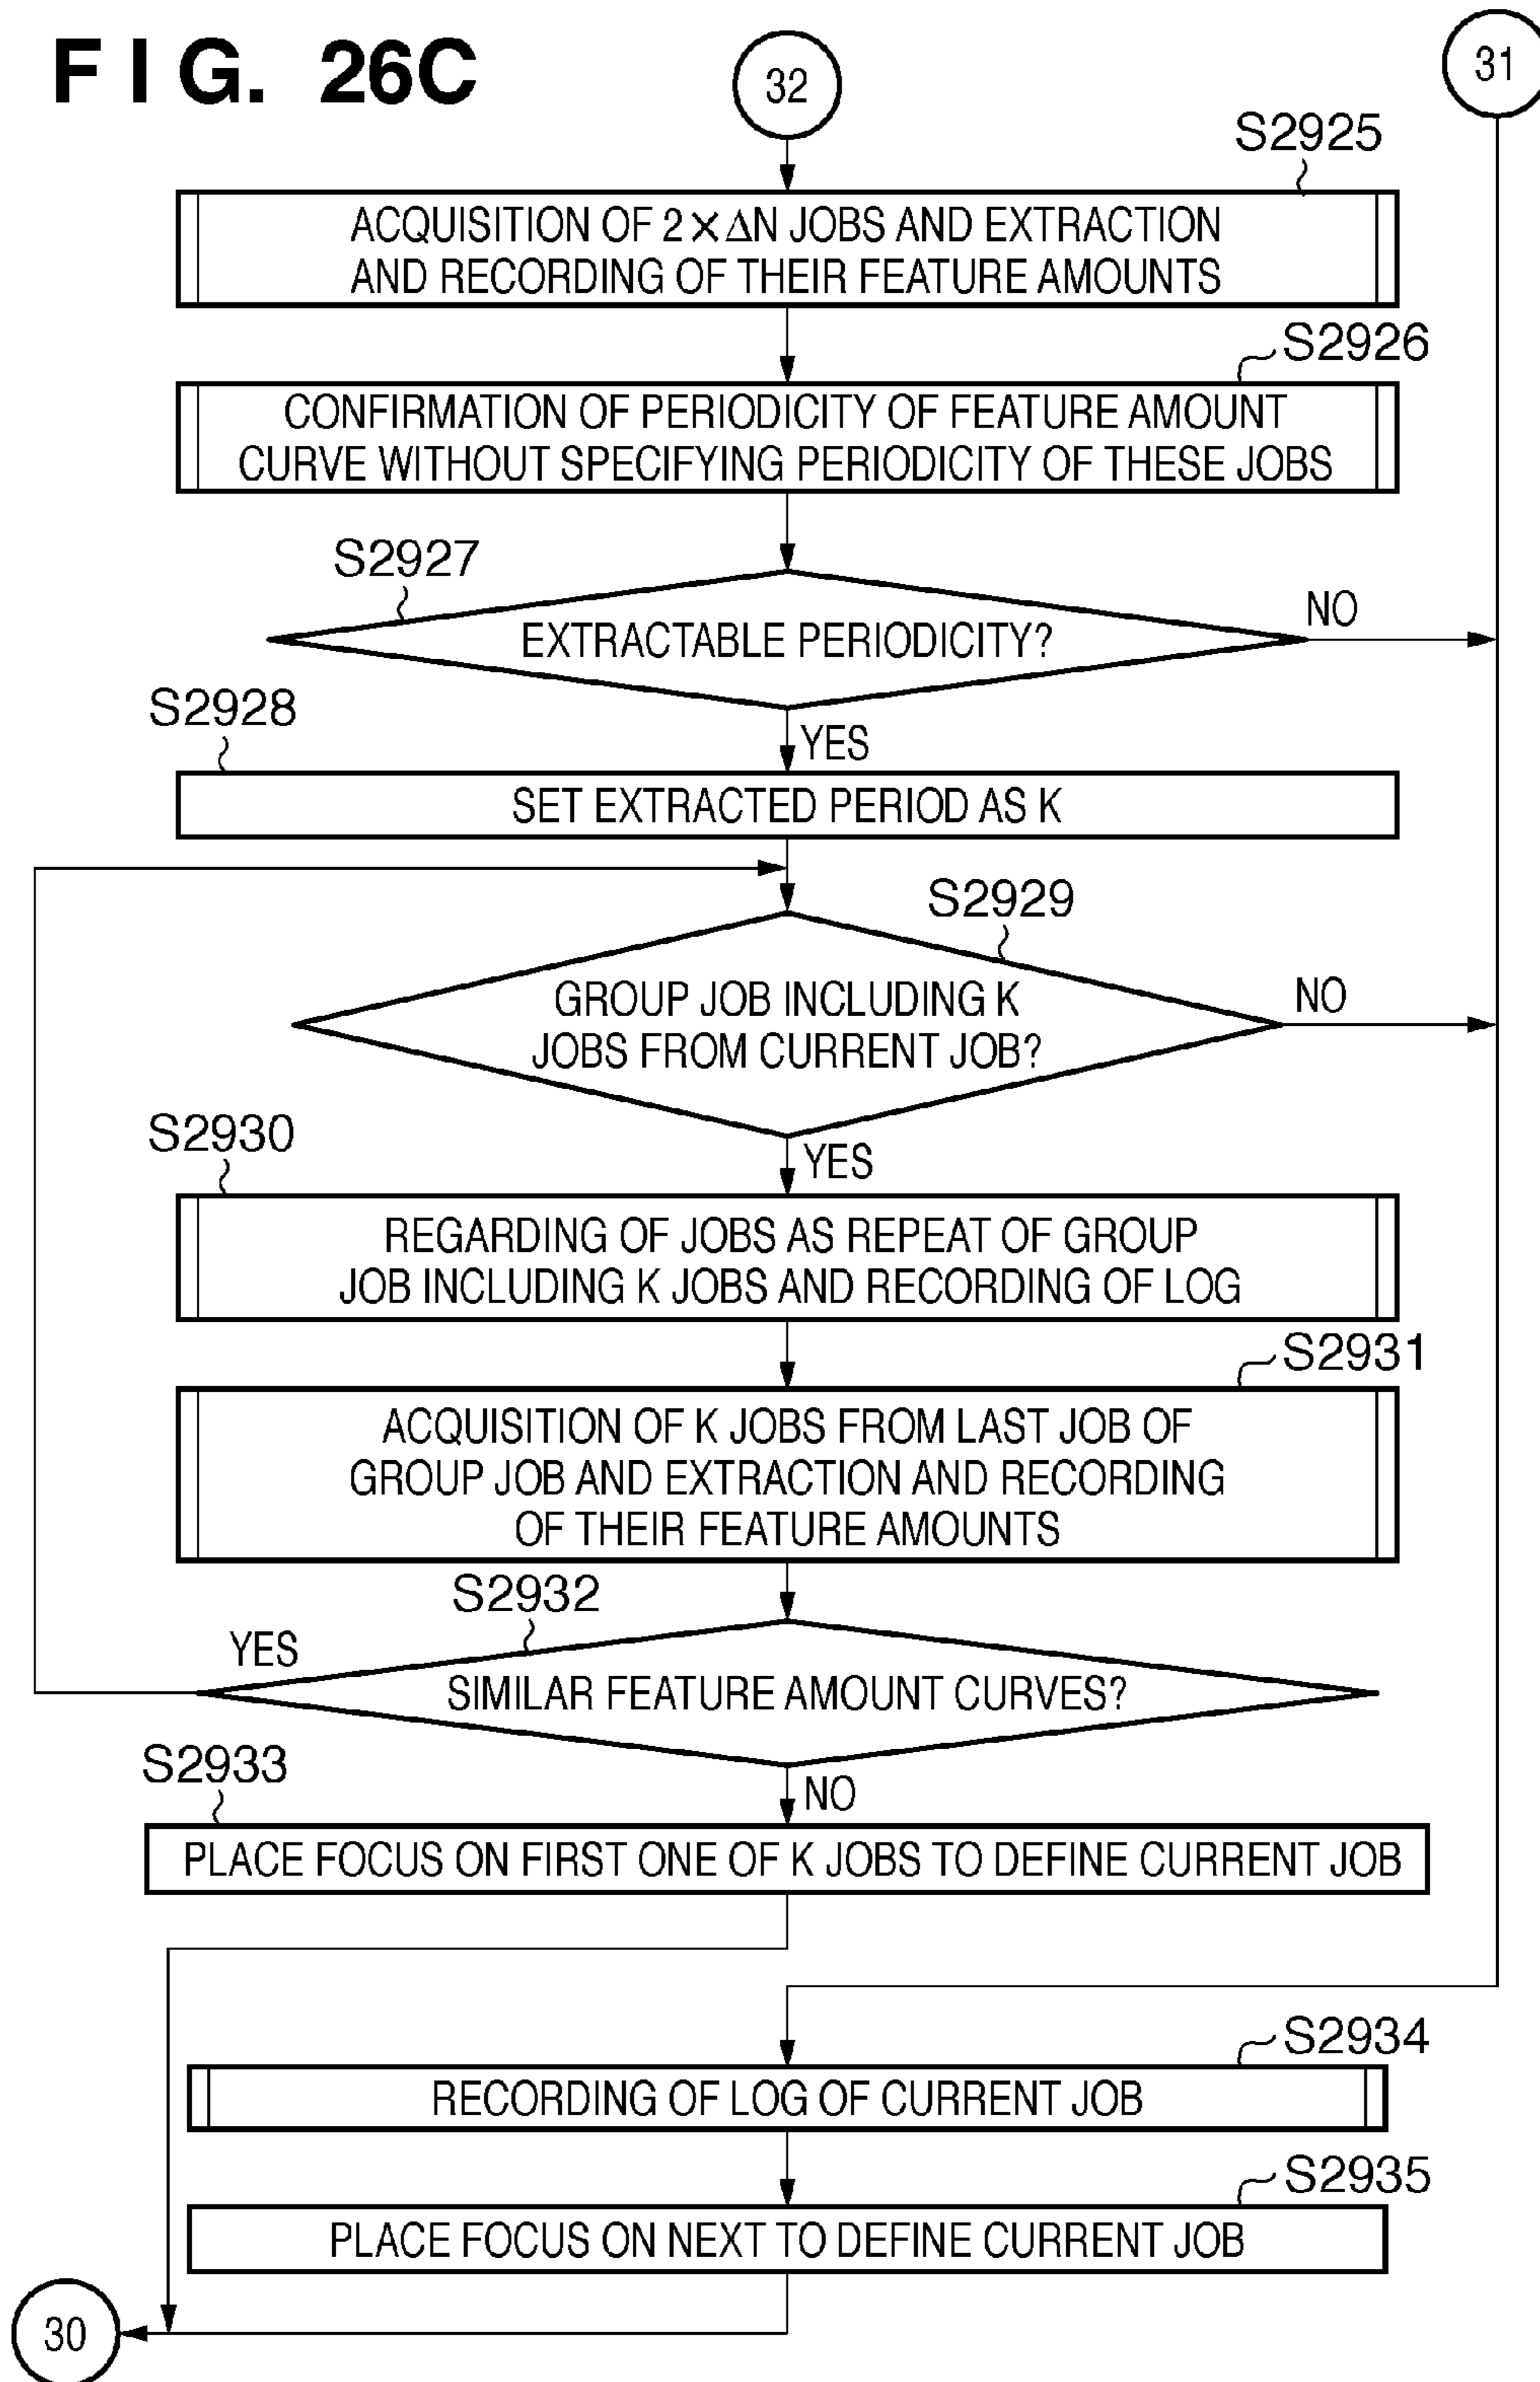 FIG. 26C
32
31
S2925
ACQUISITION OF 2×ΔN JOBS AND EXTRACTION
AND RECORDING OF THEIR FEATURE AMOUNTS
S2926
CONFIRMATION OF PERIODICITY OF FEATURE AMOUNT
CURVE WITHOUT SPECIFYING PERIODICITY OF THESE JOBS
S2927
EXTRACTABLE PERIODICITY?
NO
YES
S2928
SET EXTRACTED PERIOD AS K
S2929
GROUP JOB INCLUDING K
JOBS FROM CURRENT JOB?
NO
YES
S2930
REGARDING OF JOBS AS REPEAT OF GROUP
JOB INCLUDING K JOBS AND RECORDING OF LOG
S2931
ACQUISITION OF K JOBS FROM LAST JOB OF
GROUP JOB AND EXTRACTION AND RECORDING
OF THEIR FEATURE AMOUNTS
S2932
YES
SIMILAR FEATURE AMOUNT CURVES?
NO
S2933
PLACE FOCUS ON FIRST ONE OF K JOBS TO DEFINE CURRENT JOB
S2934
RECORDING OF LOG OF CURRENT JOB
S2935
PLACE FOCUS ON NEXT TO DEFINE CURRENT JOB
30